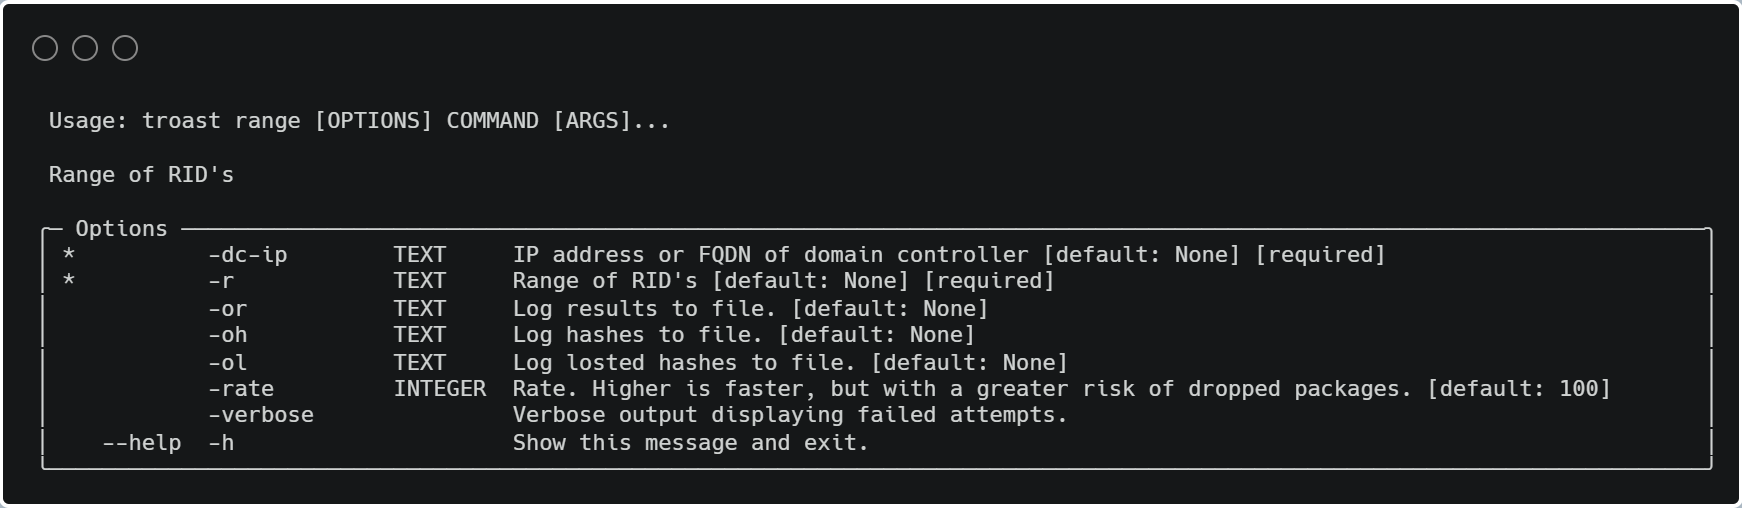 Usage: troast range [OPTIONS] COMMAND [ARGS]...
Range of RID's
Options
* -dc-ip TEXT IP address or FQDN of domain controller [default: None] [required]
* -r TEXT Range of RID's [default: None] [required]
-or TEXT Log results to file. [default: None]
-oh TEXT Log hashes to file. [default: None]
-ol TEXT Log losted hashes to file. [default: None]
-rate INTEGER Rate. Higher is faster, but with a greater risk of dropped packages. [default: 100]
-verbose Verbose output displaying failed attempts.
--help -h Show this message and exit.